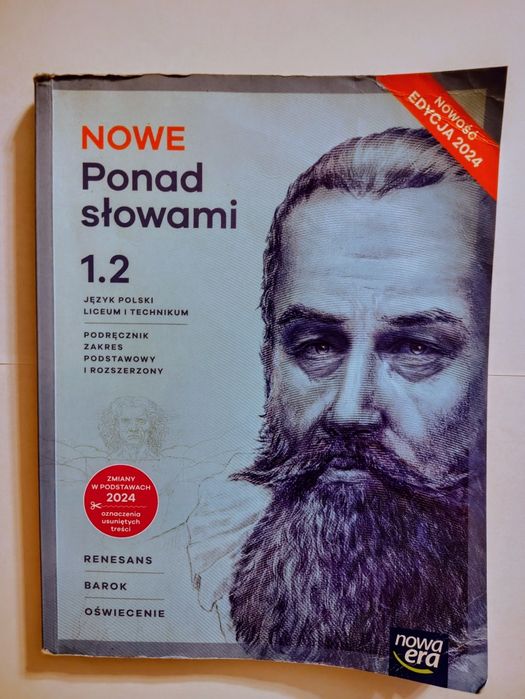 NOWOŚĆ
EDYCJA 2024
NOWE
Ponad
słowami
1.2
JĘZYK POLSKI
LICEUM I TECHNIKUM
PODRĘCZNIK
ZAKRES
PODSTAWOWY
I ROZSZERZONY
ZMIANY
W PODSTAWACH
2024
oznaczenia
usuniętych
treści
RENESANS
BAROK
OŚWIECENIE
nowa
era